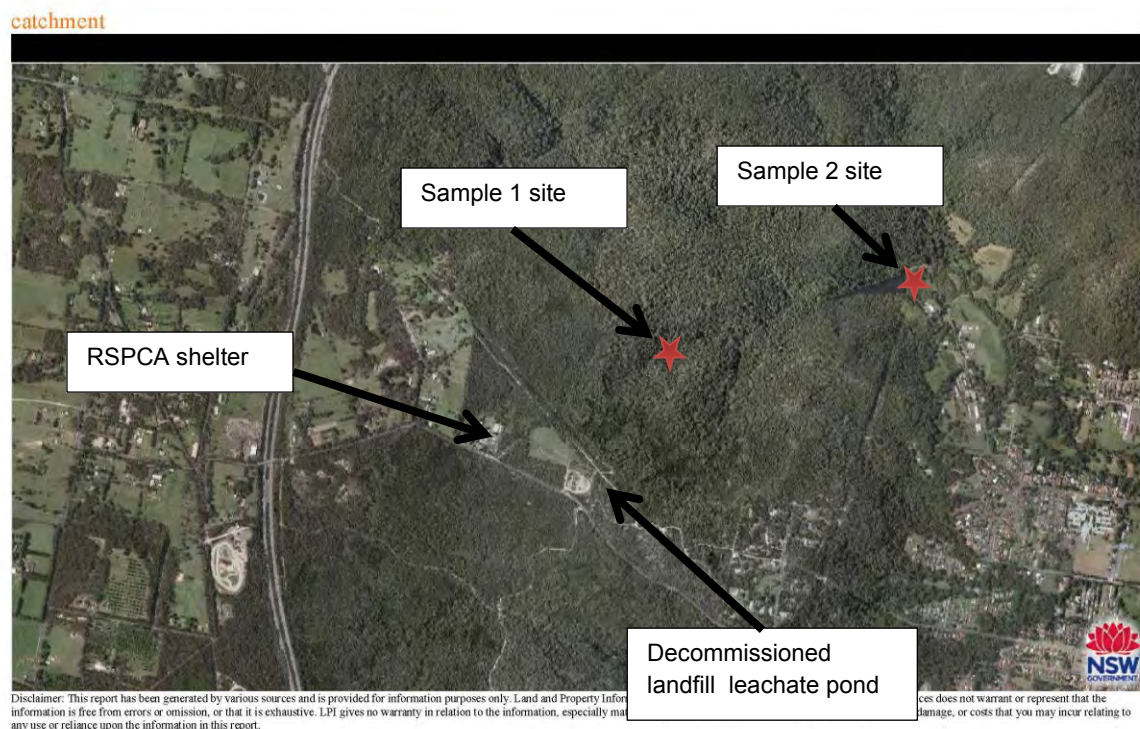 catchment
Sample 1 site
Sample 2 site
RSPCA shelter
Decommissioned
landfill leachate pond
NSW
GOVERNMENT
Disclaimer: This report has been generated by various sources and is provided for information purposes only. Land and Property Infor ces does not warrant or represent that the
information is free from errors or omission, or that it is exhaustive. LPI gives no warranty in relation to the information, especially mat damage, or costs that you may incur relating to
any use or reliance upon the information in this report.